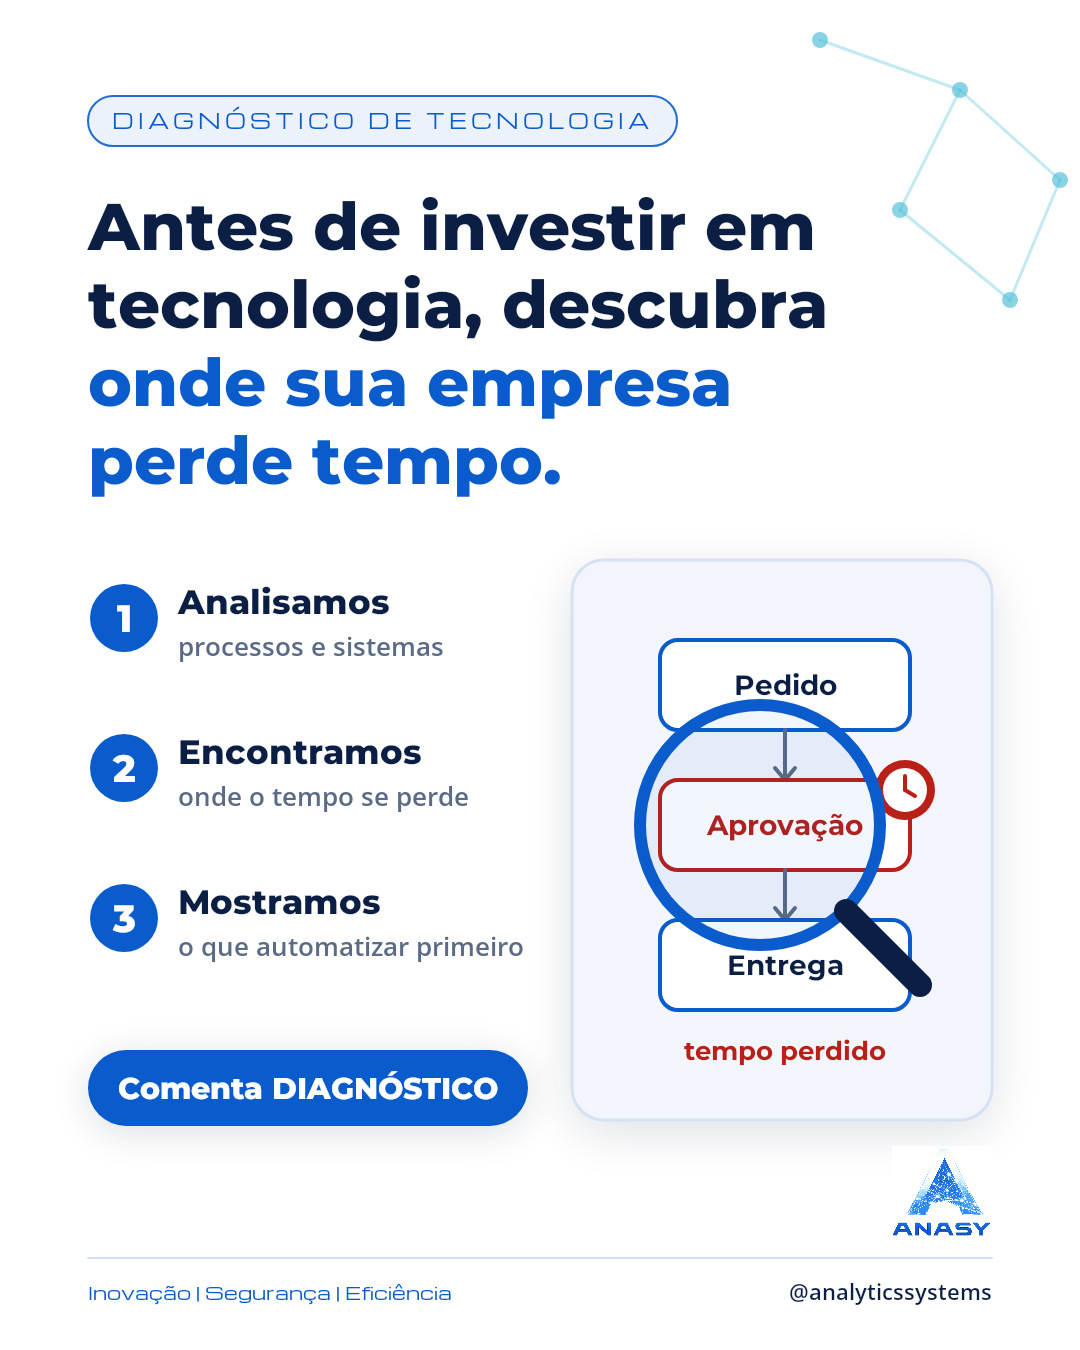 DIAGNÓSTICO DE TECNOLOGIA
Antes de investir em
tecnologia, descubra
onde sua empresa
perde tempo.
1
Analisamos
processos e sistemas
2
Encontramos
onde o tempo se perde
3
Mostramos
o que automatizar primeiro
Comenta DIAGNÓSTICO
Pedido
Aprovação
Entrega
tempo perdido
ANASY
Inovação | Segurança | Eficiência
@analyticssystems